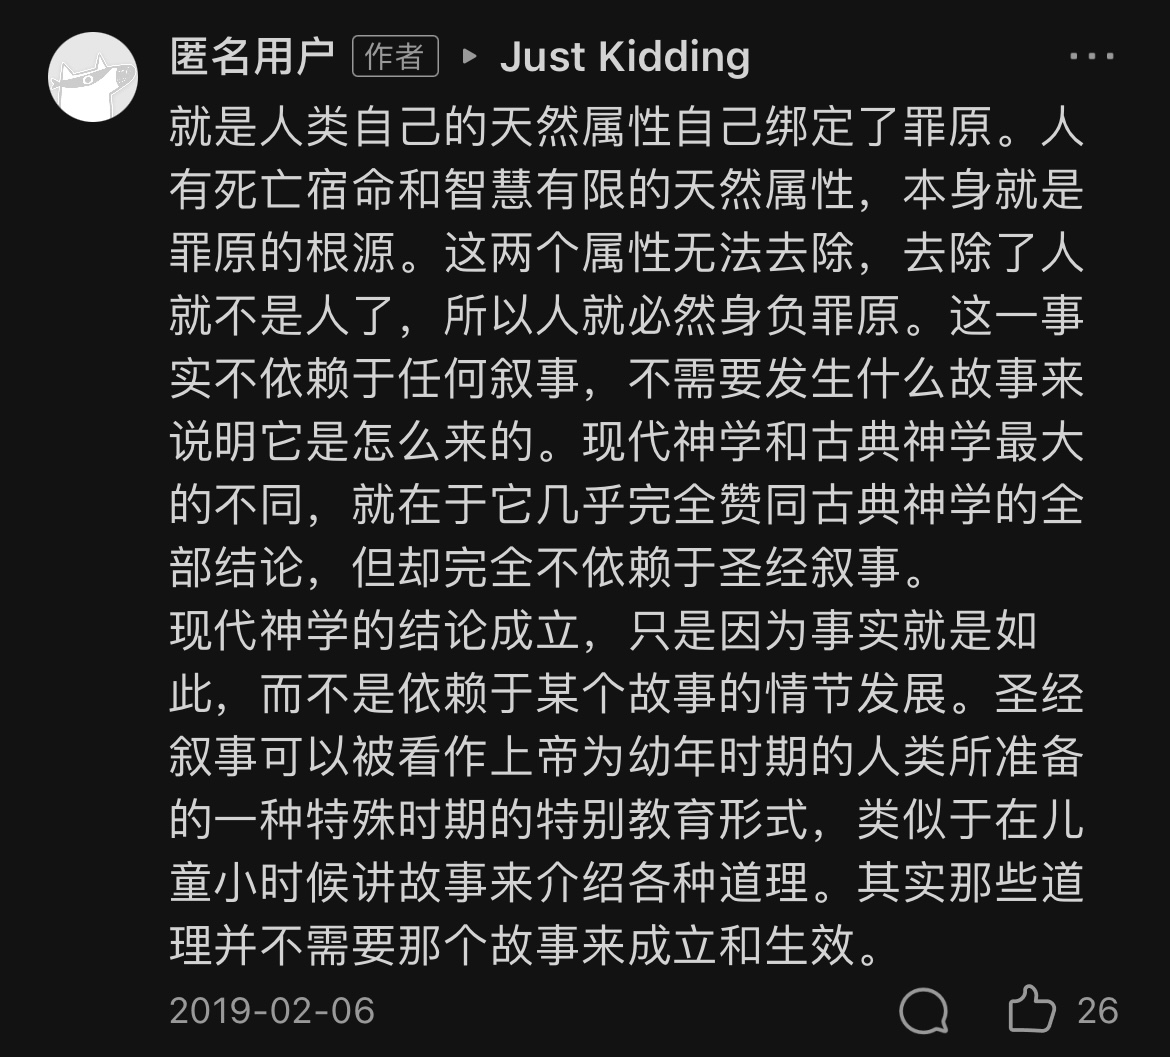 匿名用户 作者 ▸ Just Kidding
就是人类自己的天然属性自己绑定了罪原。人
有死亡宿命和智慧有限的天然属性，本身就是
罪原的根源。这两个属性无法去除，去除了人
就不是人了，所以人就必然身负罪原。这一事
实不依赖于任何叙事，不需要发生什么故事来
说明它是怎么来的。现代神学和古典神学最大
的不同，就在于它几乎完全赞同古典神学的全
部结论，但却完全不依赖于圣经叙事。
现代神学的结论成立，只是因为事实就是如
此，而不是依赖于某个故事的情节发展。圣经
叙事可以被看作上帝为幼年时期的人类所准备
的一种特殊时期的特别教育形式，类似于在儿
童小时候讲故事来介绍各种道理。其实那些道
理并不需要那个故事来成立和生效。
2019-02-06 26